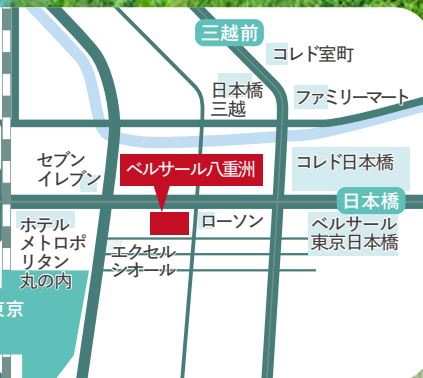 三越前
コレド室町
日本橋
三越
ファミリーマート
セブン
イレブン
ベルサール八重洲
コレド日本橋
日本橋
ホテル
メトロポ
リタン
丸の内
ローソン
ベルサール
東京日本橋
エクセル
シオール
東京